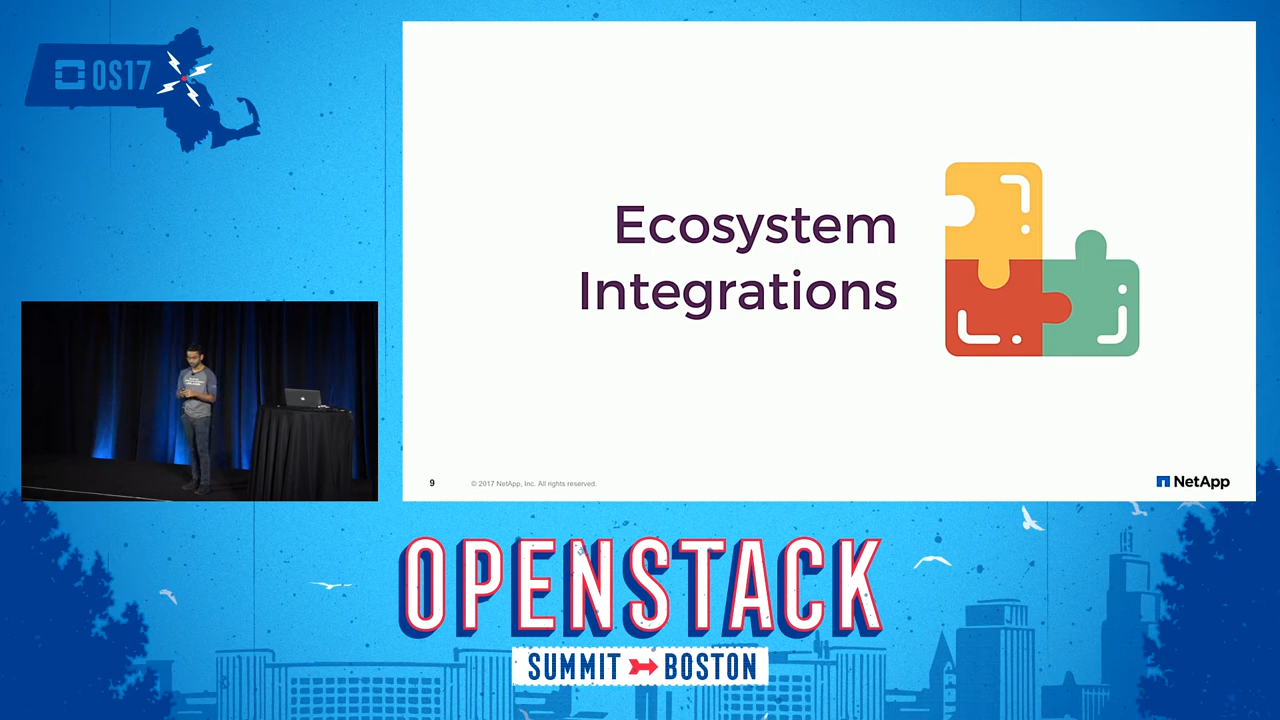 OS17
Ecosystem
Integrations
9
© 2017 NetApp, Inc. All rights reserved.
NetApp
OPENSTACK
SUMMIT BOSTON